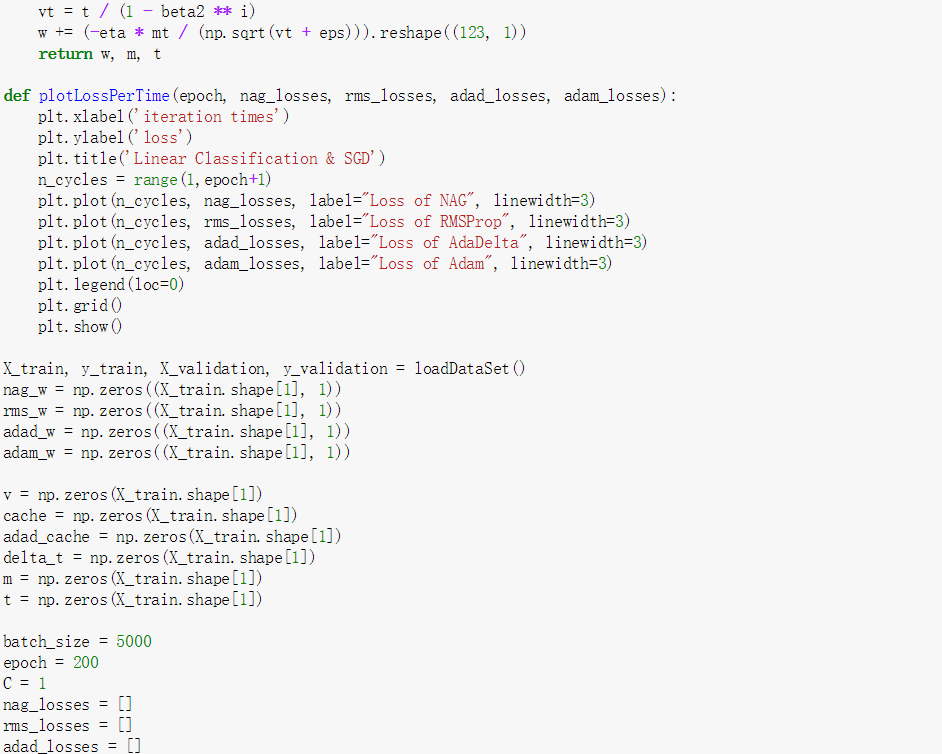 vt = t / (1 - beta2 ** i)
    w += (-eta * mt / (np.sqrt(vt + eps))).reshape((123, 1))
    return w, m, t

def plotLossPerTime(epoch, nag_losses, rms_losses, adad_losses, adam_losses):
    plt.xlabel('iteration times')
    plt.ylabel('loss')
    plt.title('Linear Classification & SGD')
    n_cycles = range(1,epoch+1)
    plt.plot(n_cycles, nag_losses, label="Loss of NAG", linewidth=3)
    plt.plot(n_cycles, rms_losses, label="Loss of RMSProp", linewidth=3)
    plt.plot(n_cycles, adad_losses, label="Loss of AdaDelta", linewidth=3)
    plt.plot(n_cycles, adam_losses, label="Loss of Adam", linewidth=3)
    plt.legend(loc=0)
    plt.grid()
    plt.show()

X_train, y_train, X_validation, y_validation = loadDataSet()
nag_w = np.zeros((X_train.shape[1], 1))
rms_w = np.zeros((X_train.shape[1], 1))
adad_w = np.zeros((X_train.shape[1], 1))
adam_w = np.zeros((X_train.shape[1], 1))

v = np.zeros(X_train.shape[1])
cache = np.zeros(X_train.shape[1])
adad_cache = np.zeros(X_train.shape[1])
delta_t = np.zeros(X_train.shape[1])
m = np.zeros(X_train.shape[1])
t = np.zeros(X_train.shape[1])

batch_size = 5000
epoch = 200
C = 1
nag_losses = []
rms_losses = []
adad_losses = []